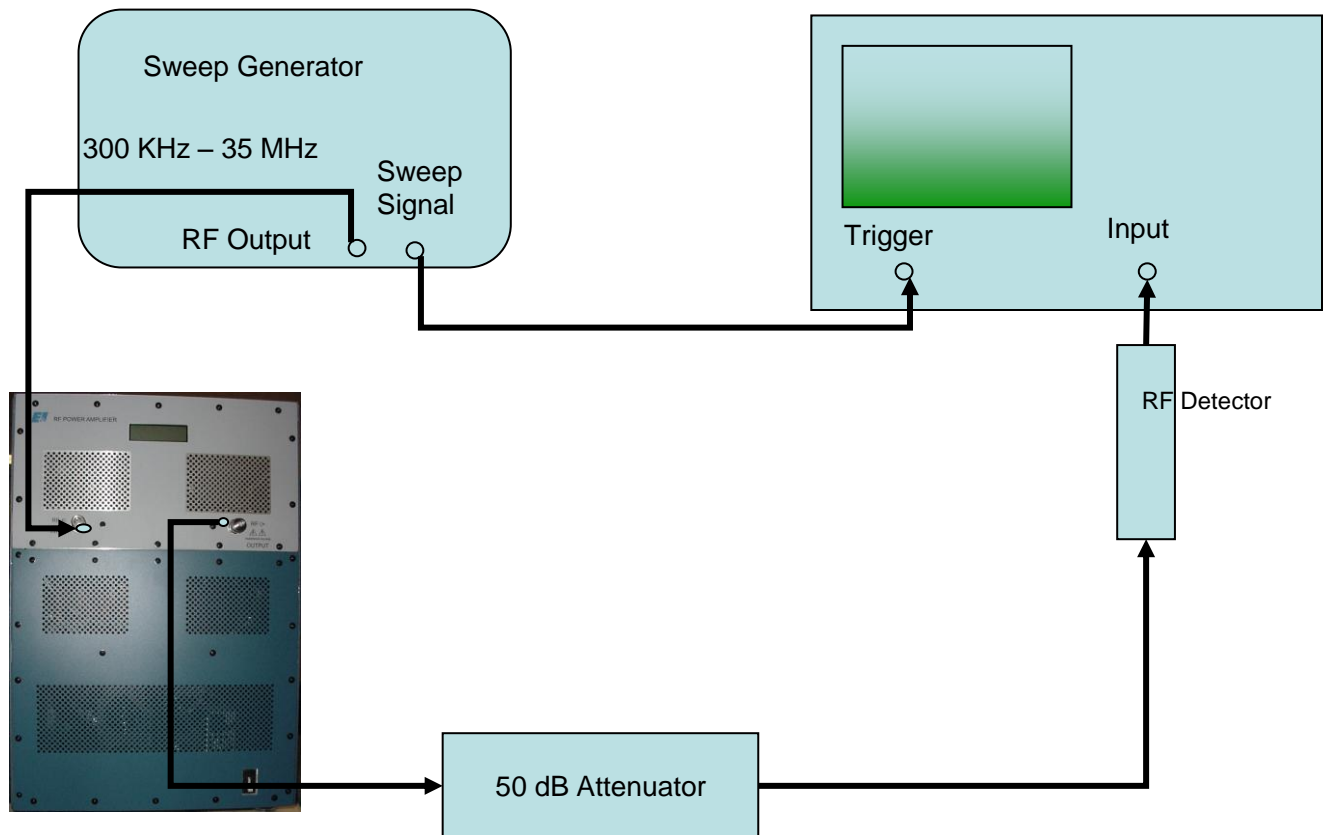 Sweep Generator
300 KHz – 35 MHz
Sweep
Signal
RF Output
Trigger
Input
RF Detector
RF POWER AMPLIFIER
OUTPUT
50 dB Attenuator